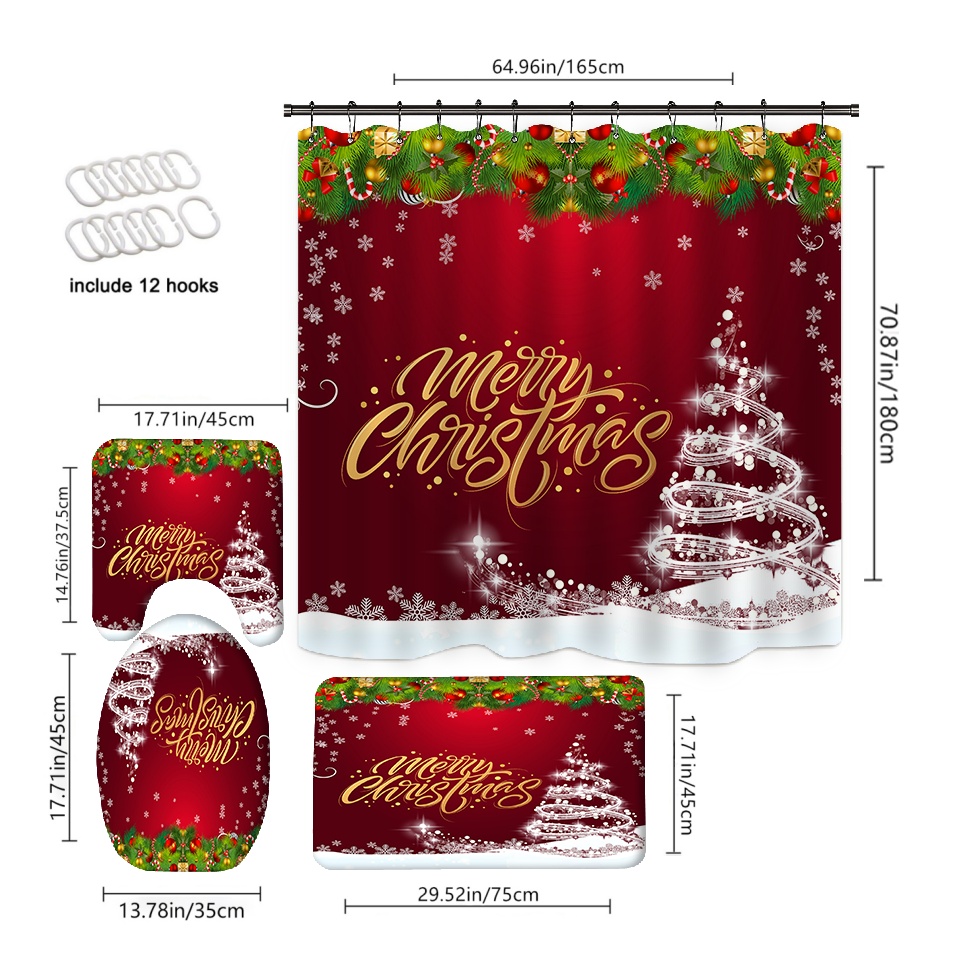 64.96in/165cm
include 12 hooks
70.87in/180cm
Merry
Christmas
17.71in/45cm
14.76in/37.5cm
Merry
Christmas
17.71in/45cm
Merry
Christmas
13.78in/35cm
Merry
Christmas
17.71in/45cm
29.52in/75cm